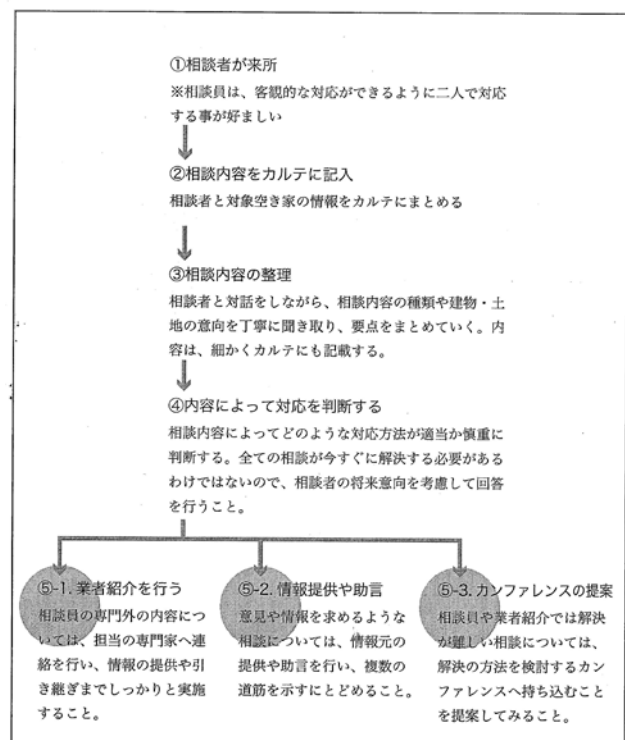 ①相談者が来所
※相談員は、客観的な対応ができるように二人で対応
する事が好ましい
②相談内容をカルテに記入
相談者と対象空き家の情報をカルテにまとめる
③相談内容の整理
相談者と対話をしながら、相談内容の種類や建物・土
地の意向を丁寧に聞き取り、要点をまとめていく。内
容は、細かくカルテにも記載する。
④内容によって対応を判断する
相談内容によってどのような対応方法が適当か慎重に
判断する。全ての相談が今すぐに解決する必要がある
わけではないので、相談者の将来意向を考慮して回答
を行うこと。
⑤-1. 業者紹介を行う
相談員の専門外の内容につ
いては、担当の専門家へ連
絡を行い、情報の提供や引
き継ぎまでしっかりと実施
すること。
⑤-2. 情報提供や助言
意見や情報を求めるような
相談については、情報元の
提供や助言を行い、複数の
道筋を示すにとどめること。
⑤-3. カンファレンスの提案
相談員や業者紹介では解決
が難しい相談については、
解決の方法を検討するカン
ファレンスへ持ち込むこと
を提案してみること。